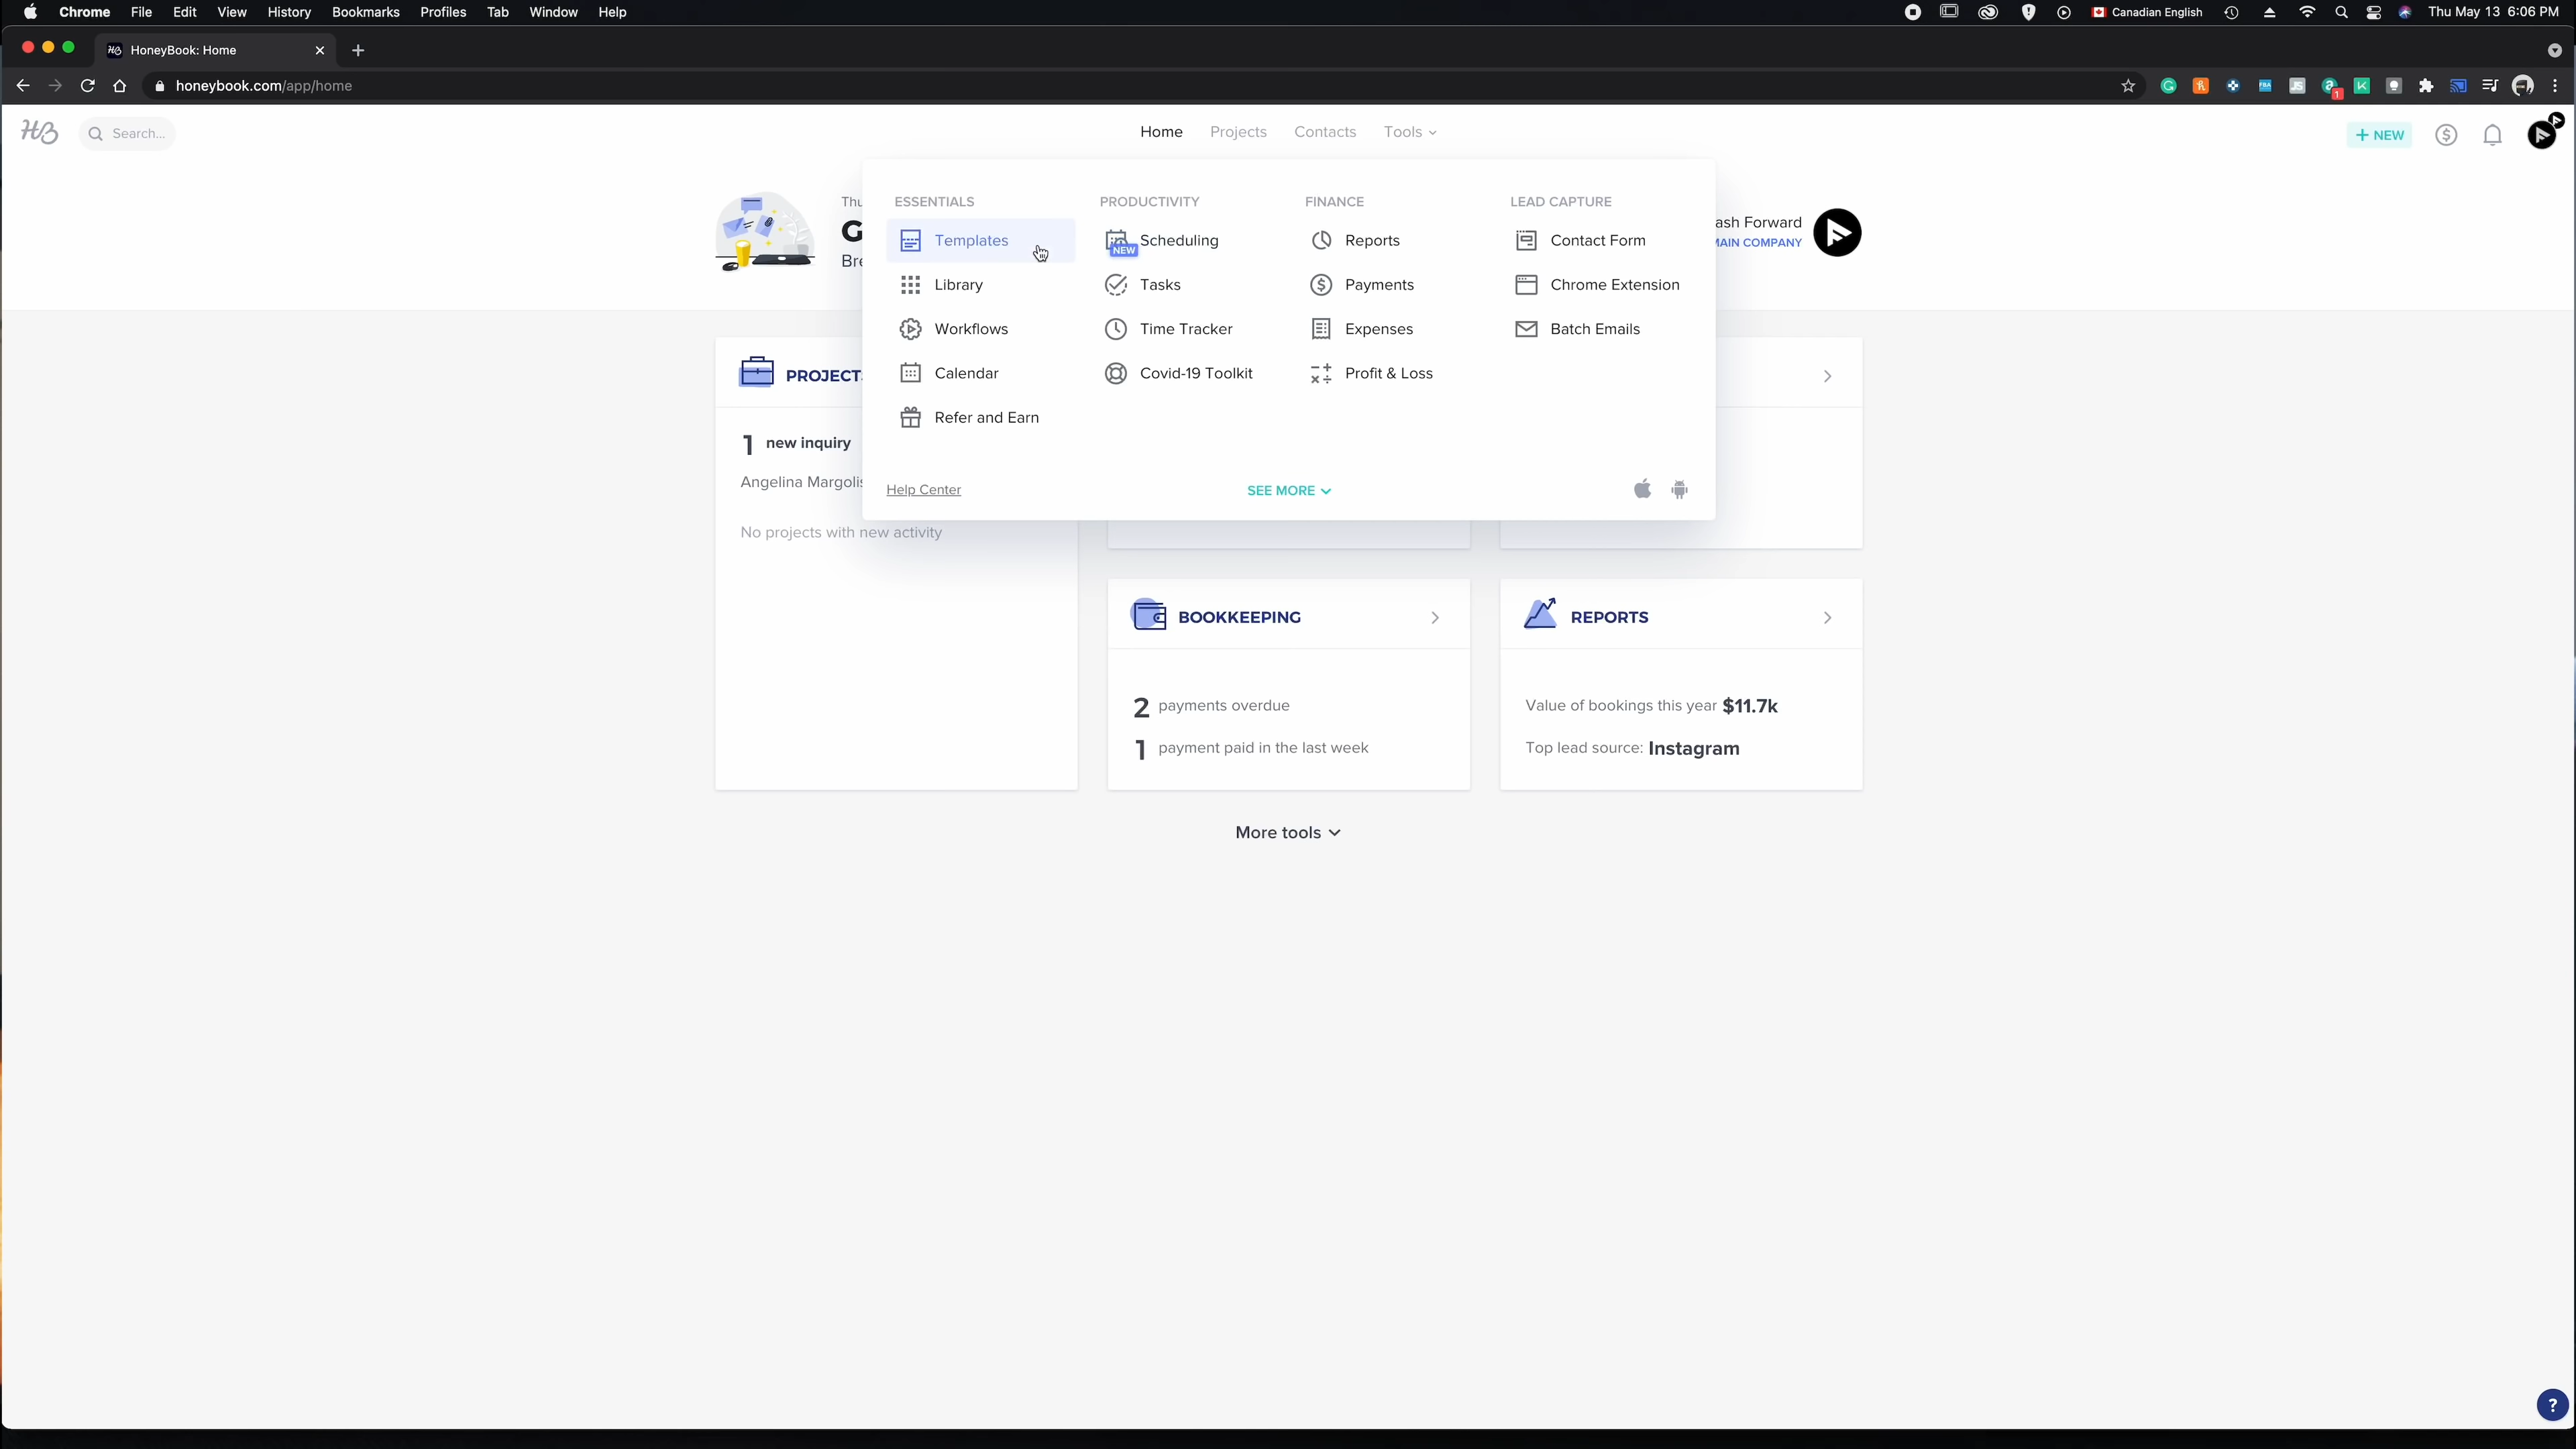 Chrome File Edit View History Bookmarks Profiles Tab Window Help Canadian English Thu May 13 6:06 PM
HoneyBook: Home
honeybook.com/app/home
HB Search... Home Projects Contacts Tools + NEW
ESSENTIALS
Templates
Library
Workflows
Calendar
Refer and Earn
PRODUCTIVITY
Scheduling
NEW
Tasks
Time Tracker
Covid-19 Toolkit
FINANCE
Reports
Payments
Expenses
Profit & Loss
LEAD CAPTURE
Contact Form
Chrome Extension
Batch Emails
Help Center SEE MORE
Thu
G
Bre
ash Forward
MAIN COMPANY
PROJECTS
1 new inquiry
Angelina Margolis
No projects with new activity
BOOKKEEPING
2 payments overdue
1 payment paid in the last week
REPORTS
Value of bookings this year $11.7k
Top lead source: Instagram
More tools
?